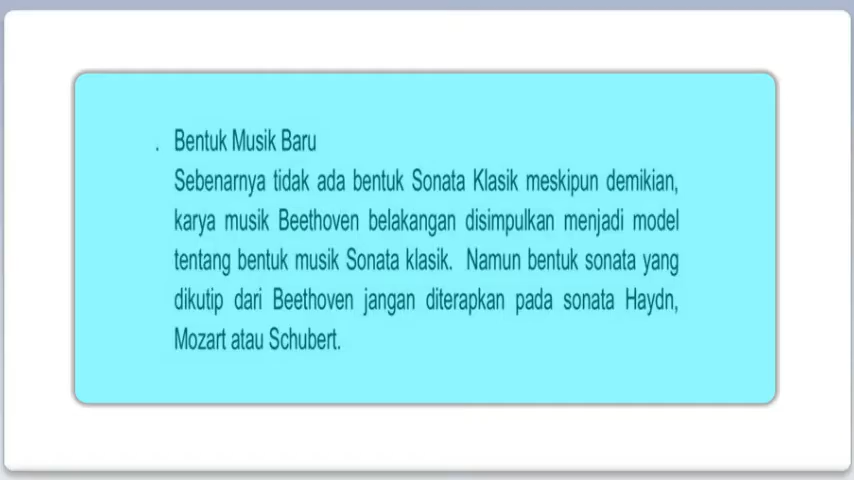 . Bentuk Musik Baru
Sebenarnya tidak ada bentuk Sonata Klasik meskipun demikian,
karya musik Beethoven belakangan disimpulkan menjadi model
tentang bentuk musik Sonata klasik. Namun bentuk sonata yang
dikutip dari Beethoven jangan diterapkan pada sonata Haydn,
Mozart atau Schubert.